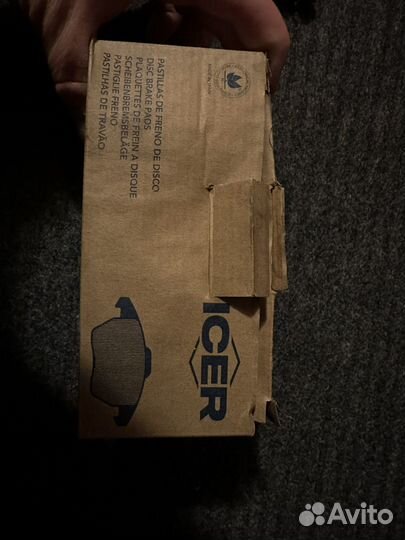 PASTILLAS DE FRENO DE DISCO
DISC BRAKE PADS
PLAQUETTES DE FREIN A DISQUE
SCHEIBENBREMSBELÄGE
PASTIGLIE FRENO
PASTILHAS DE TRAVÃO
ICER
Avito